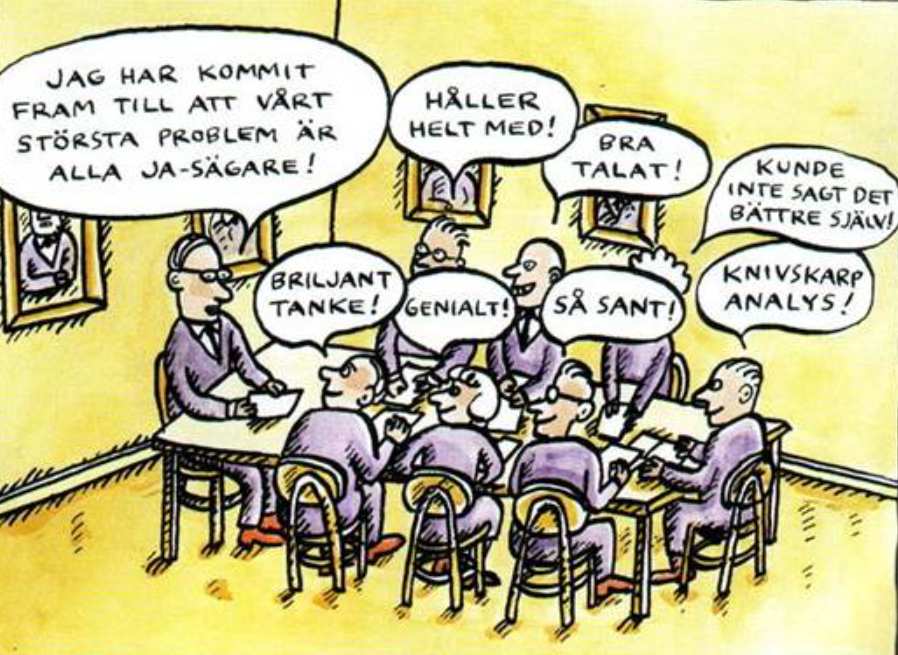 JAG HAR KOMMIT
FRAM TILL ATT VÅRT
STÖRSTA PROBLEM ÄR
ALLA JA-SÄGARE!
HÅLLER
HELT MED!
BRA
TALAT!
KUNDE
INTE SAGT DET
BÄTTRE SJÄLV!
BRILJANT
TANKE!
GENIALT!
SÅ SANT!
KNIVSKARP
ANALYS!